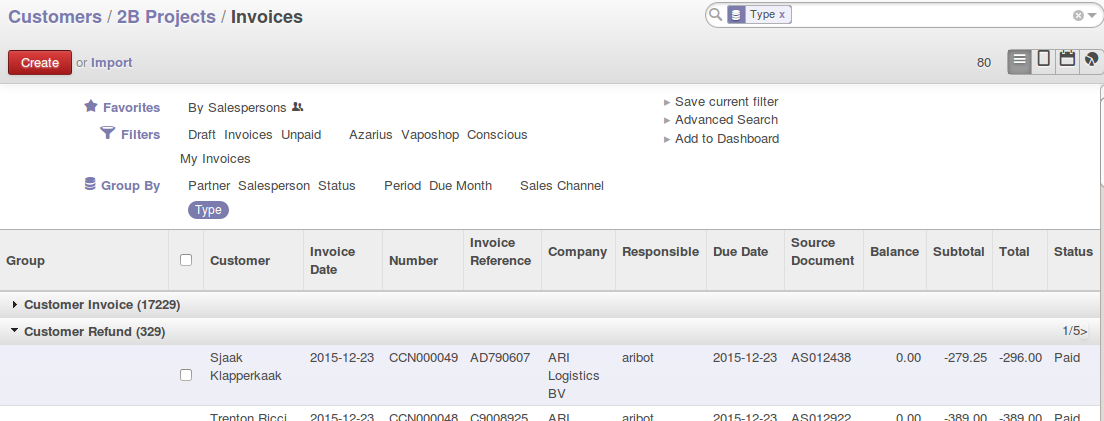 Customers / 2B Projects / Invoices
Type x
Create or Import
80
Favorites By Salespersons
Filters Draft Invoices Unpaid Azarius Vaposhop Conscious
My Invoices
Group By Partner Salesperson Status Period Due Month Sales Channel
Type
Save current filter
Advanced Search
Add to Dashboard
Group Customer Invoice Date Number Invoice Reference Company Responsible Due Date Source Document Balance Subtotal Total Status
Customer Invoice (17229)
Customer Refund (329) 1/5>
Sjaak Klapperkaak 2015-12-23 CCN000049 AD790607 ARI Logistics BV aribot 2015-12-23 AS012438 0.00 -279.25 -296.00 Paid
Trenton Ricci 2015-12-23 CCN000048 C9008925 ARI aribot 2015-12-23 AS012922 0.00 -389.00 -389.00 Paid